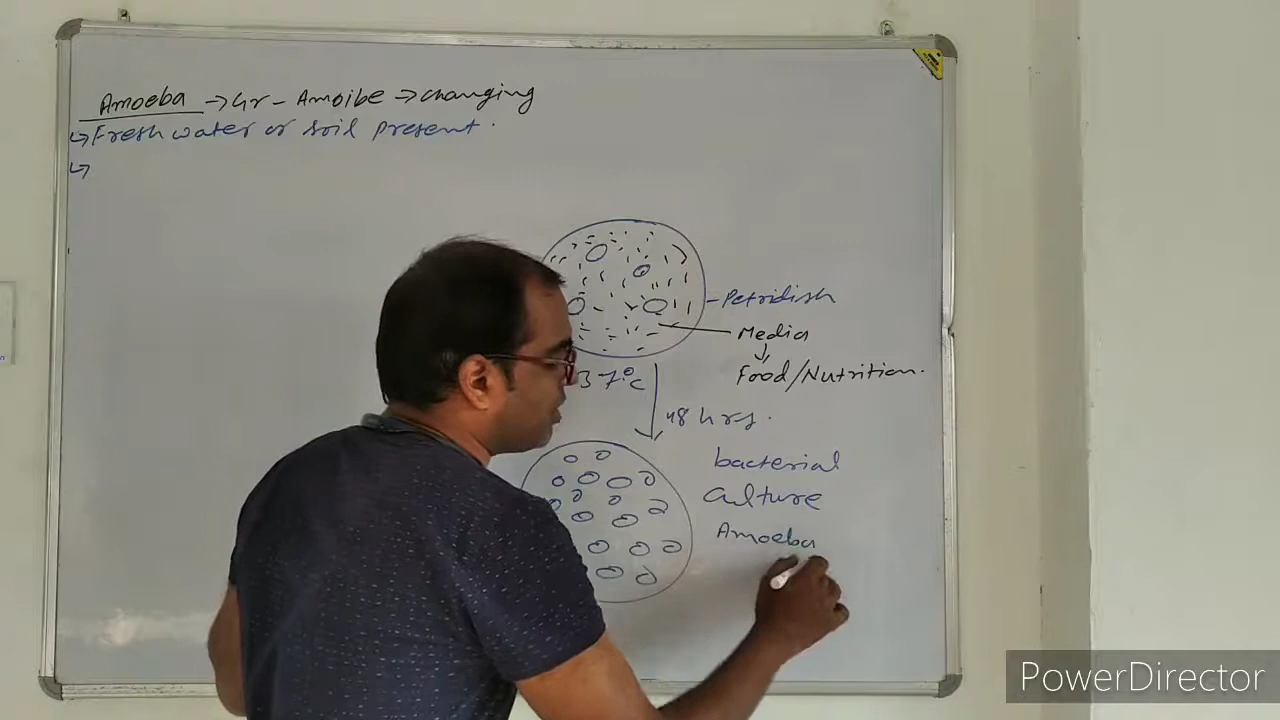 Amoeba → Gr - Amoibe → changing
↳ Fresh water or Soil Present.
↳
- Petridish
Media
↓
Food/Nutrition.
37°c
48 hrs.
bacterial
Culture
Amoeba
PowerDirector